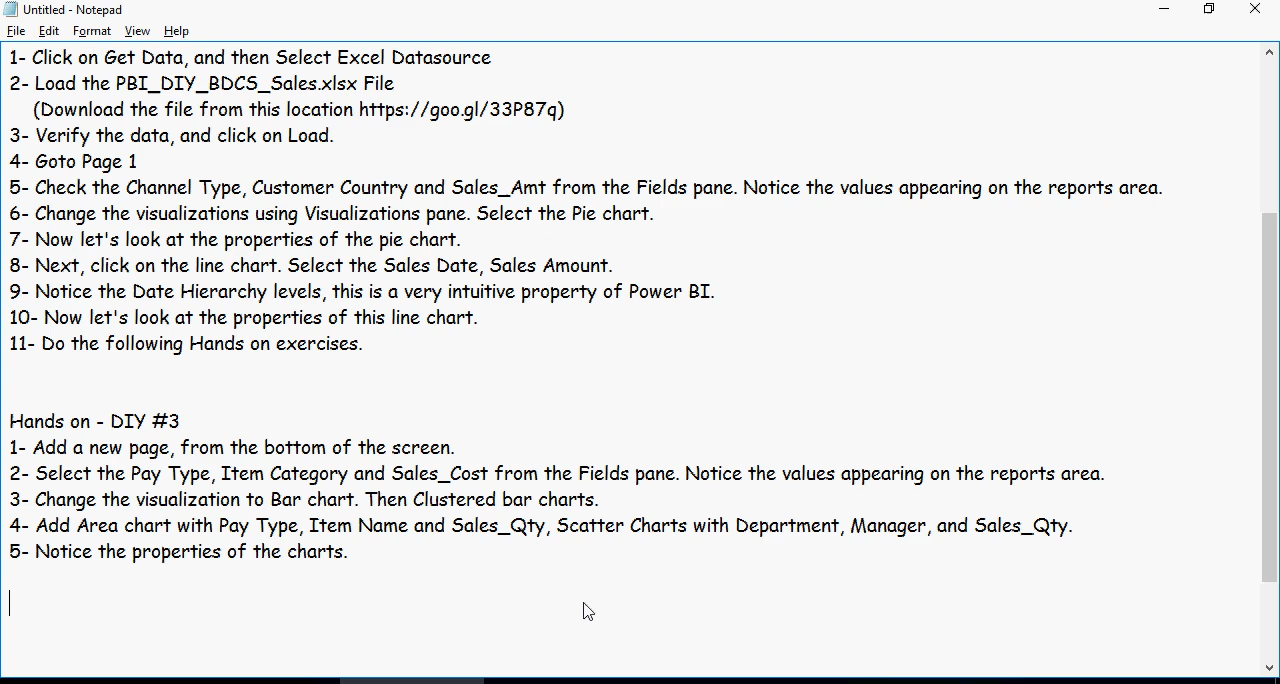 Untitled - Notepad
File Edit Format View Help
1- Click on Get Data, and then Select Excel Datasource
2- Load the PBI_DIY_BDCS_Sales.xlsx File
(Download the file from this location https://goo.gl/33P87q)
3- Verify the data, and click on Load.
4- Goto Page 1
5- Check the Channel Type, Customer Country and Sales_Amt from the Fields pane. Notice the values appearing on the reports area.
6- Change the visualizations using Visualizations pane. Select the Pie chart.
7- Now let's look at the properties of the pie chart.
8- Next, click on the line chart. Select the Sales Date, Sales Amount.
9- Notice the Date Hierarchy levels, this is a very intuitive property of Power BI.
10- Now let's look at the properties of this line chart.
11- Do the following Hands on exercises.
Hands on - DIY #3
1- Add a new page, from the bottom of the screen.
2- Select the Pay Type, Item Category and Sales_Cost from the Fields pane. Notice the values appearing on the reports area.
3- Change the visualization to Bar chart. Then Clustered bar charts.
4- Add Area chart with Pay Type, Item Name and Sales_Qty, Scatter Charts with Department, Manager, and Sales_Qty.
5- Notice the properties of the charts.